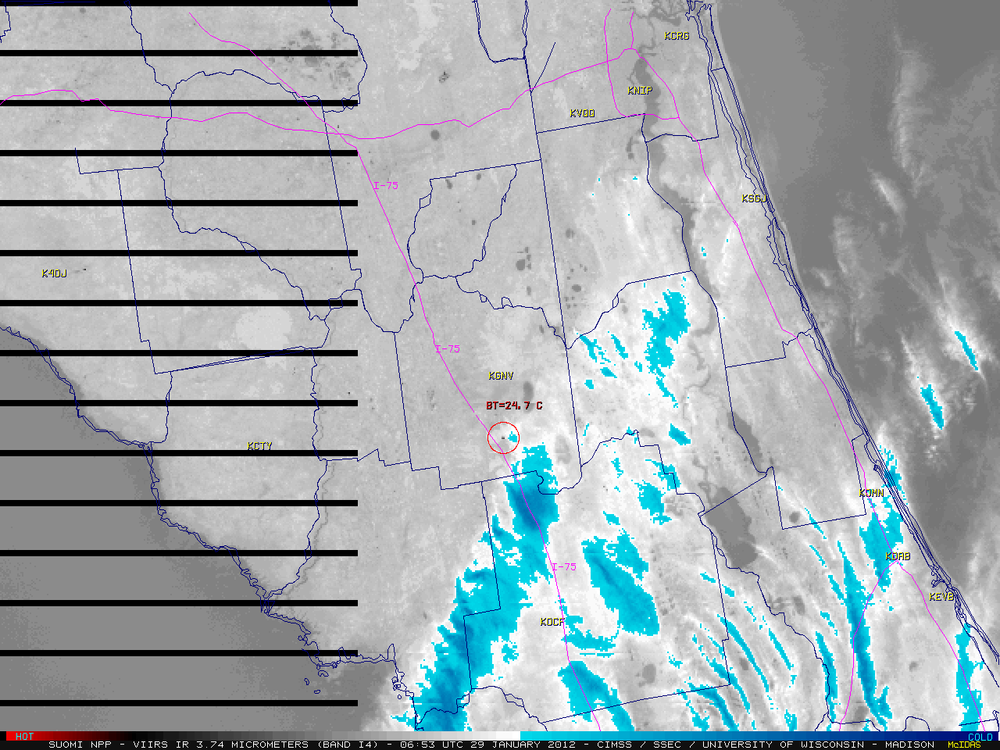 KCRG
KNIP
KVQQ
I-75
KSGJ
K40J
I-75
KGNV
BT=24.7 C
KCTY
KOMN
KDAB
I-75
KEVB
KOCF
HOT
COLD
SUOMI NPP - VIIRS IR 3.74 MICROMETERS (BAND I4) - 06:53 UTC 29 JANUARY 2012 - CIMSS / SSEC / UNIVERSITY OF WISCONSIN - MADISON McIDAS